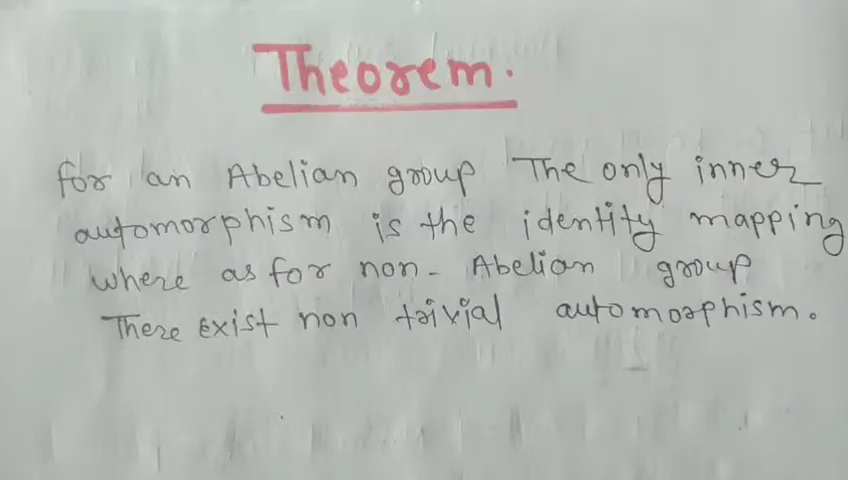 Theorem.
for an Abelian group The only inner
automorphism is the identity mapping
where as for non- Abelian group
There exist non trivial automorphism.